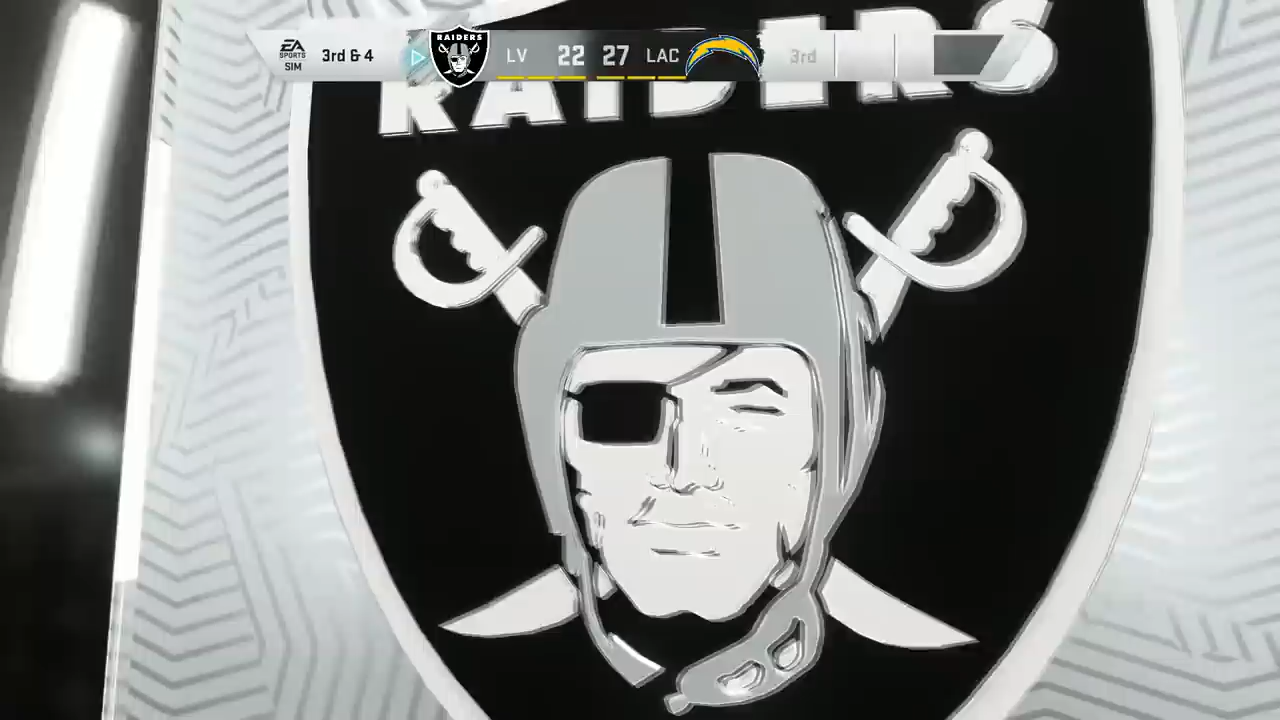 EA
SPORTS
SIM
3rd & 4
RAIDERS
LV 22 27 LAC
3rd
RAIDERS